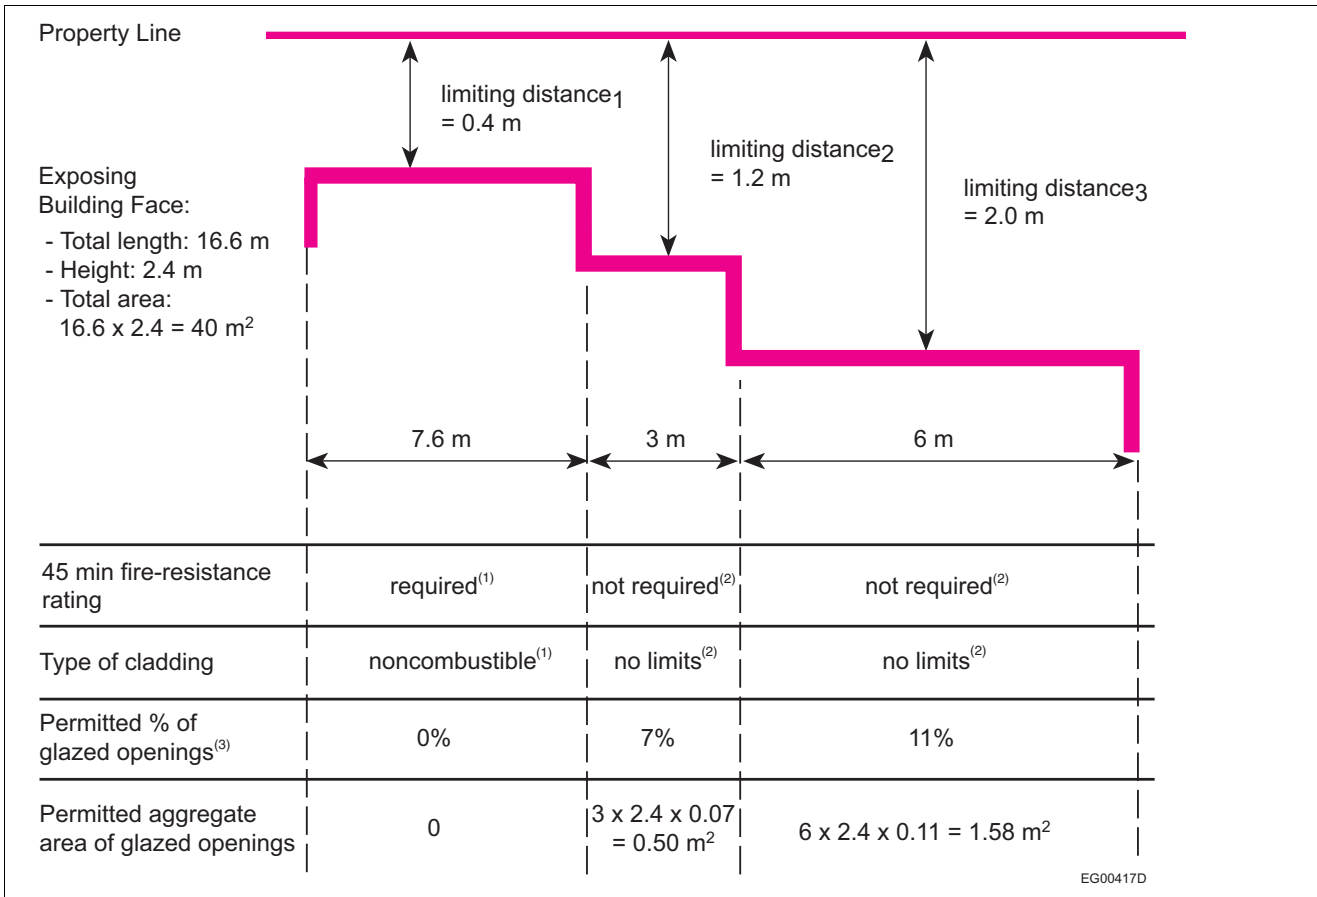 Property Line
limiting distance1
= 0.4 m
limiting distance2
= 1.2 m
limiting distance3
= 2.0 m
Exposing
Building Face:
- Total length: 16.6 m
- Height: 2.4 m
- Total area:
16.6 x 2.4 = 40 m²
7.6 m
3 m
6 m
45 min fire-resistance
rating
required(1)
not required(2)
not required(2)
Type of cladding
noncombustible(1)
no limits(2)
no limits(2)
Permitted % of
glazed openings(3)
0%
7%
11%
Permitted aggregate
area of glazed openings
0
3 x 2.4 x 0.07
= 0.50 m²
6 x 2.4 x 0.11 = 1.58 m²
EG00417D